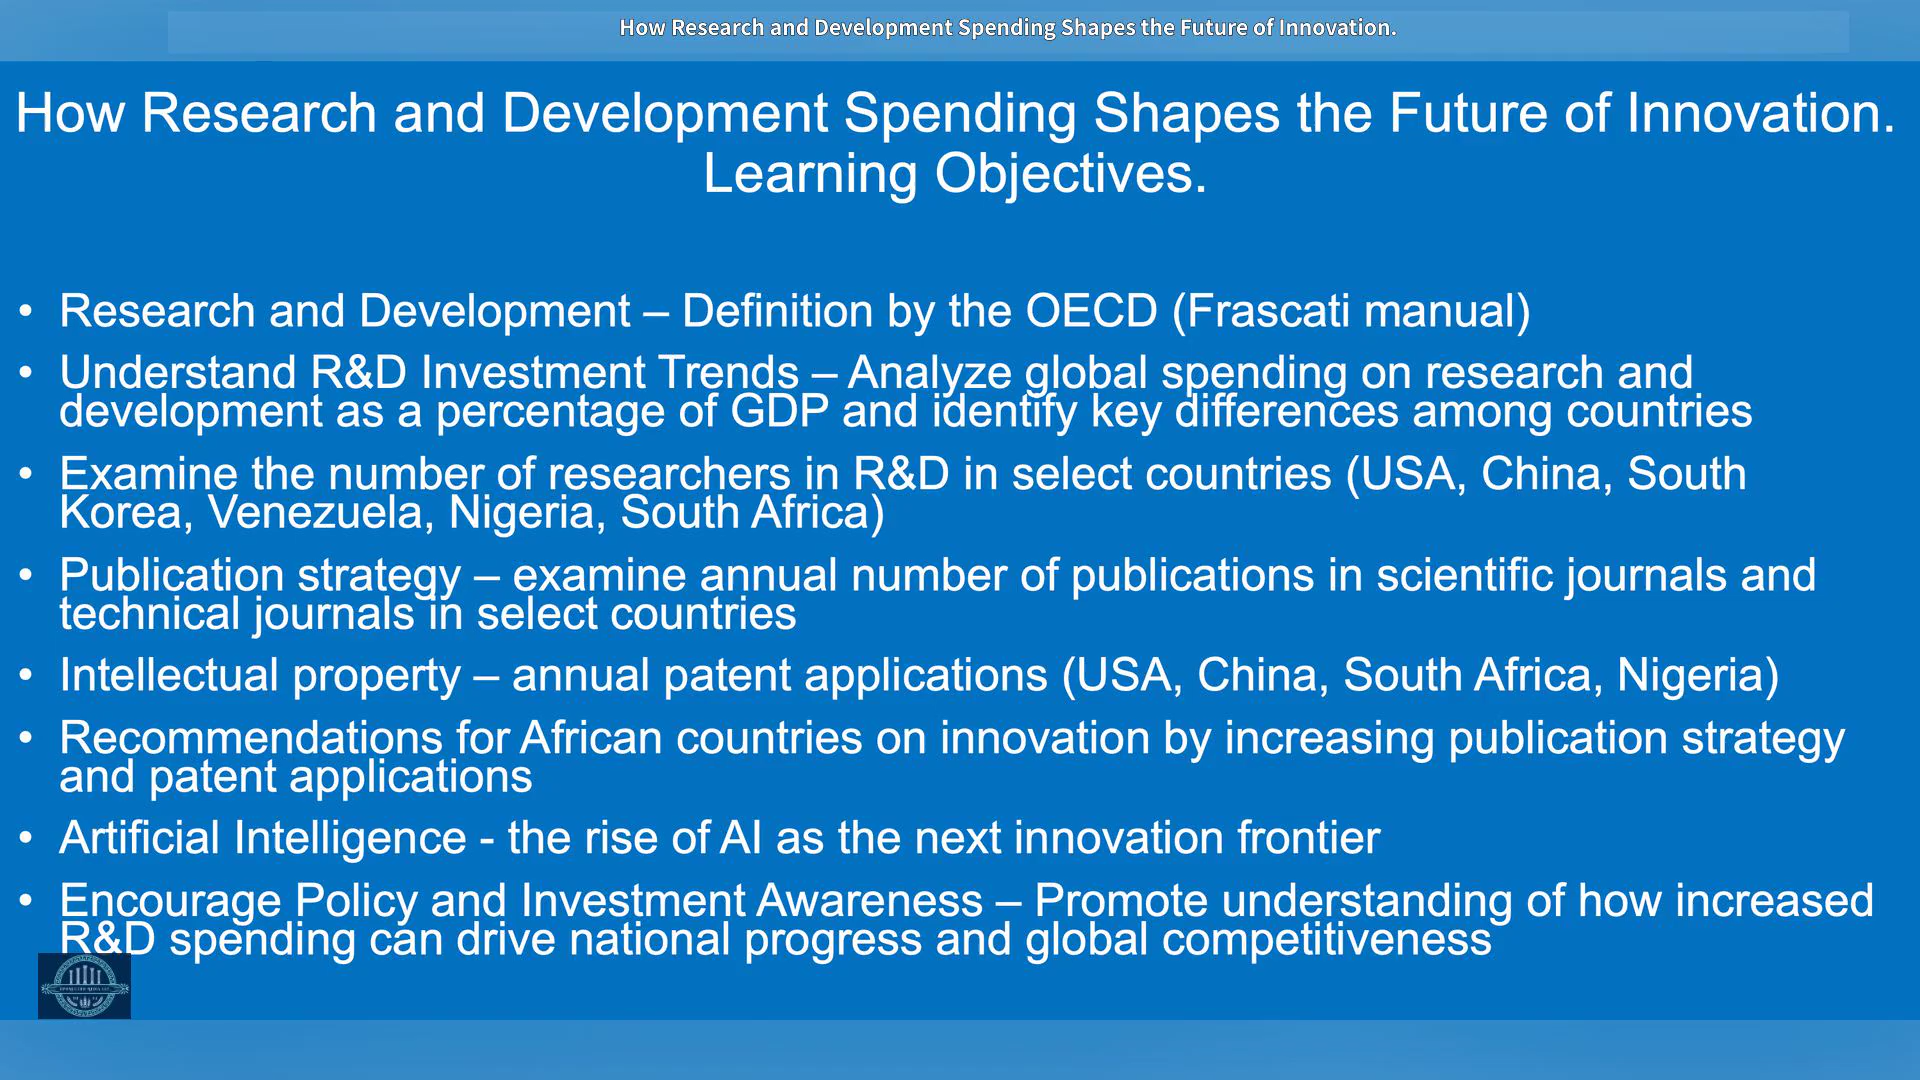 How Research and Development Spending Shapes the Future of Innovation.
How Research and Development Spending Shapes the Future of Innovation.
Learning Objectives.
• Research and Development – Definition by the OECD (Frascati manual)
• Understand R&D Investment Trends – Analyze global spending on research and
development as a percentage of GDP and identify key differences among countries
• Examine the number of researchers in R&D in select countries (USA, China, South
Korea, Venezuela, Nigeria, South Africa)
• Publication strategy – examine annual number of publications in scientific journals and
technical journals in select countries
• Intellectual property – annual patent applications (USA, China, South Africa, Nigeria)
• Recommendations for African countries on innovation by increasing publication strategy
and patent applications
• Artificial Intelligence - the rise of AI as the next innovation frontier
• Encourage Policy and Investment Awareness – Promote understanding of how increased
R&D spending can drive national progress and global competitiveness